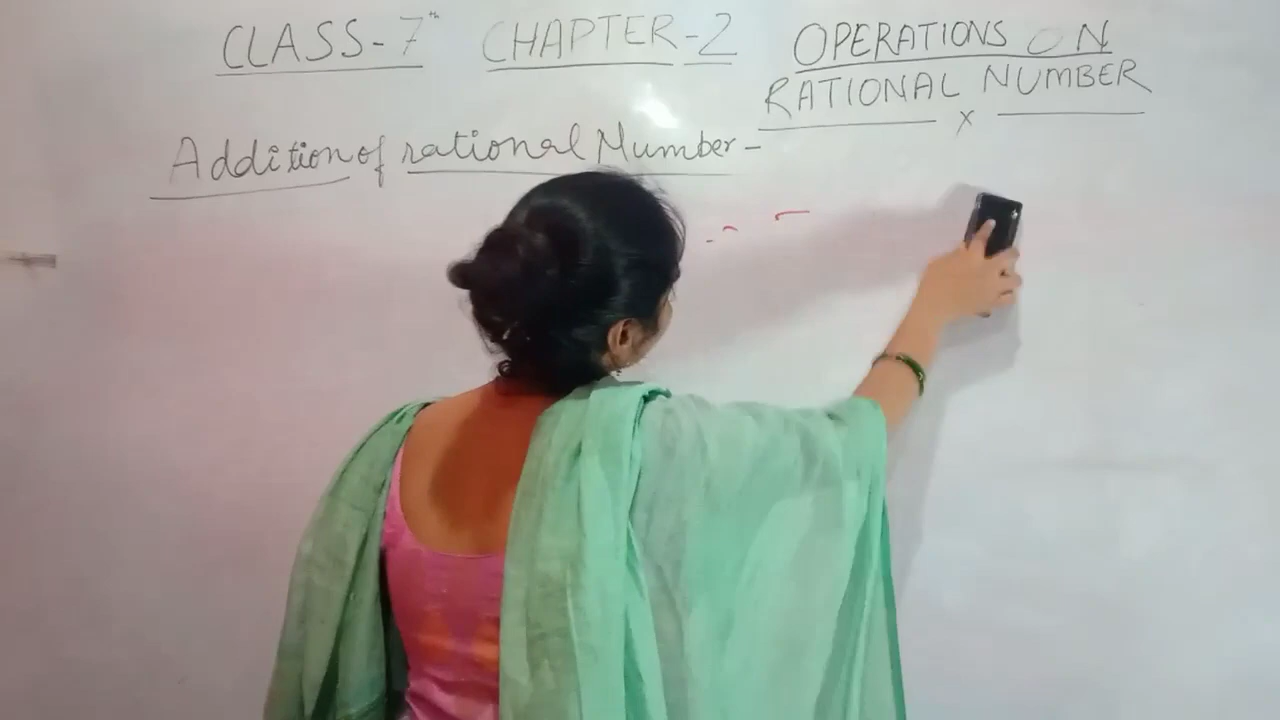 CLASS-7th CHAPTER-2 OPERATIONS ON
RATIONAL NUMBER
x
Addition of rational Number-